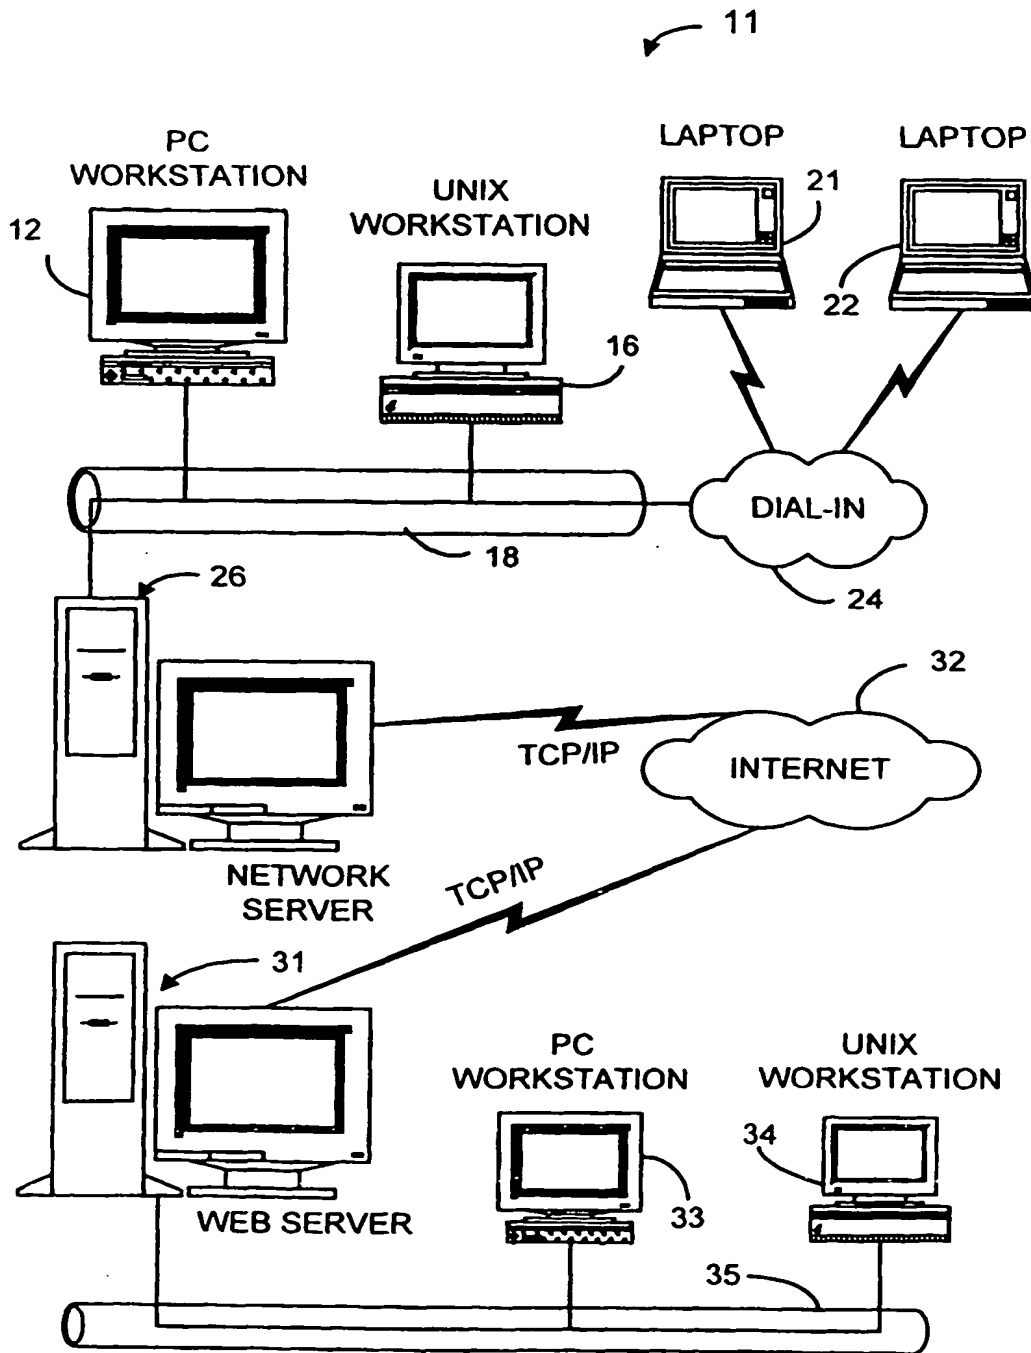 11
PC
WORKSTATION
UNIX
WORKSTATION
LAPTOP
LAPTOP
12
16
21
22
18
DIAL-IN
24
26
32
TCP/IP
INTERNET
NETWORK
SERVER
TCP/IP
31
WEB SERVER
PC
WORKSTATION
UNIX
WORKSTATION
33
34
35